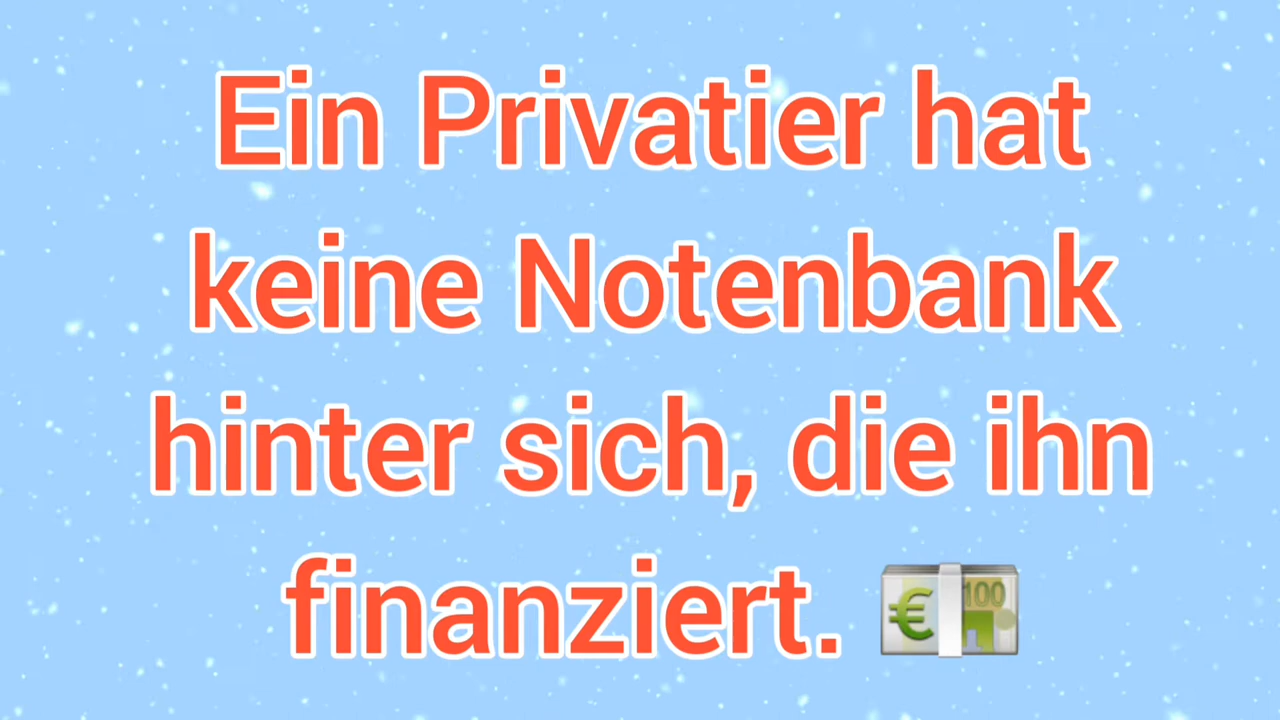 Ein Privatier hat
keine Notenbank
hinter sich, die ihn
finanziert. 💶